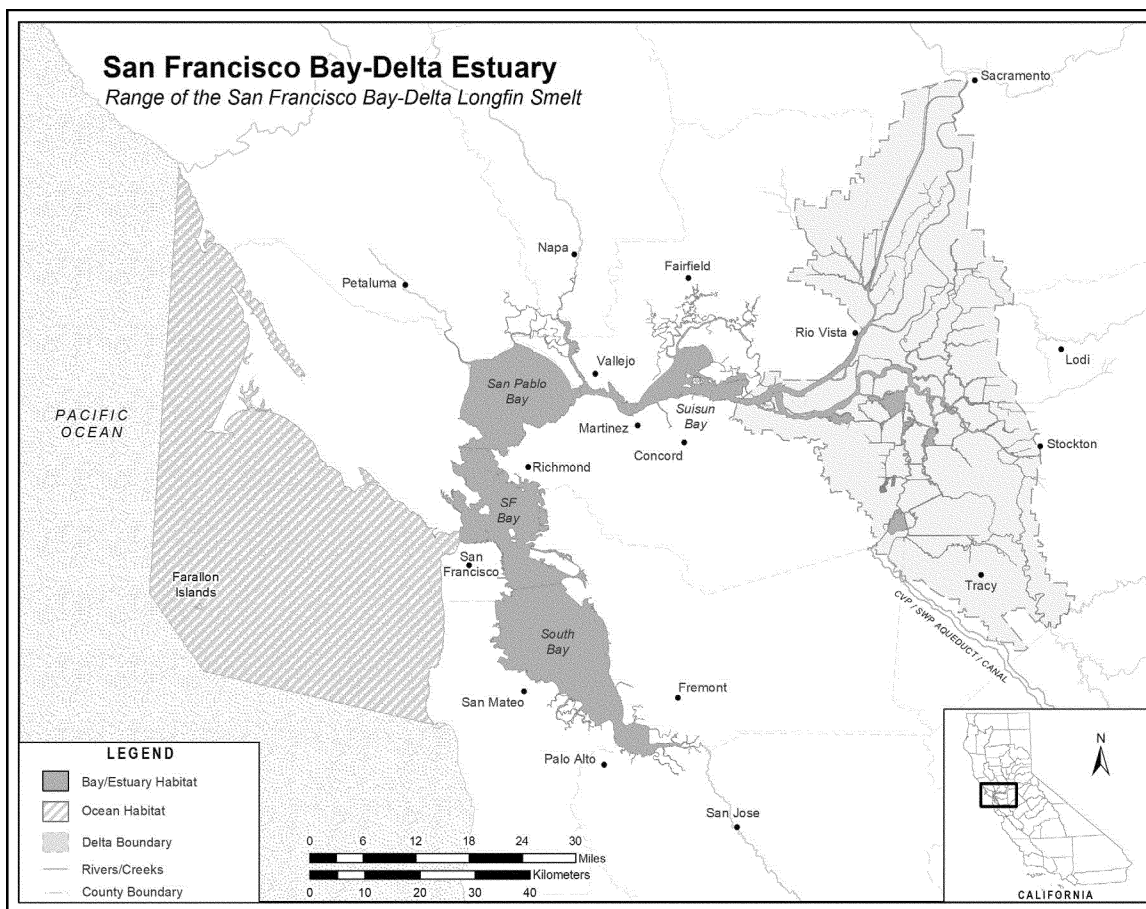 San Francisco Bay-Delta Estuary
Range of the San Francisco Bay-Delta Longfin Smelt
Sacramento
Napa
Fairfield
Petaluma
Rio Vista
Lodi
Vallejo
San Pablo
Bay
PACIFIC
OCEAN
Suisun
Bay
Martinez
Concord
Stockton
Richmond
SF
Bay
San
Francisco
Farallon
Islands
Tracy
CVP / SWP AQUEDUCT / CANAL
South
Bay
San Mateo
Fremont
Palo Alto
San Jose
LEGEND
Bay/Estuary Habitat
Ocean Habitat
Delta Boundary
Rivers/Creeks
County Boundary
0 6 12 18 24 30
Miles
Kilometers
0 10 20 30 40
N
CALIFORNIA